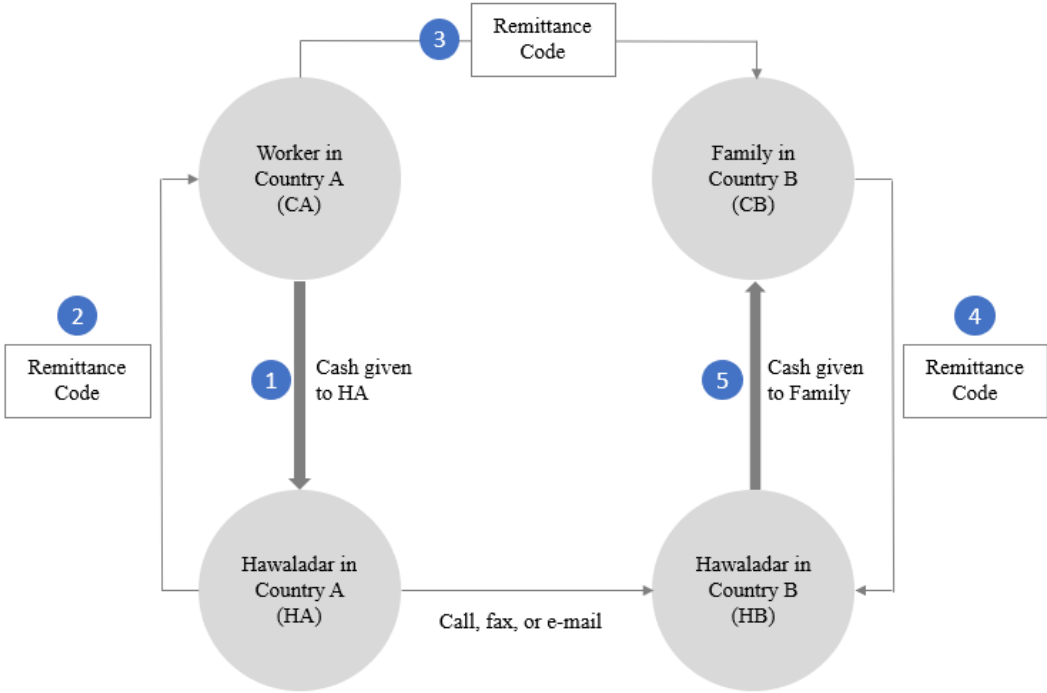 3
Remittance
Code
Worker in
Country A
(CA)
Family in
Country B
(CB)
2
Remittance
Code
1
Cash given
to HA
5
Cash given
to Family
4
Remittance
Code
Hawaladar in
Country A
(HA)
Call, fax, or e-mail
Hawaladar in
Country B
(HB)